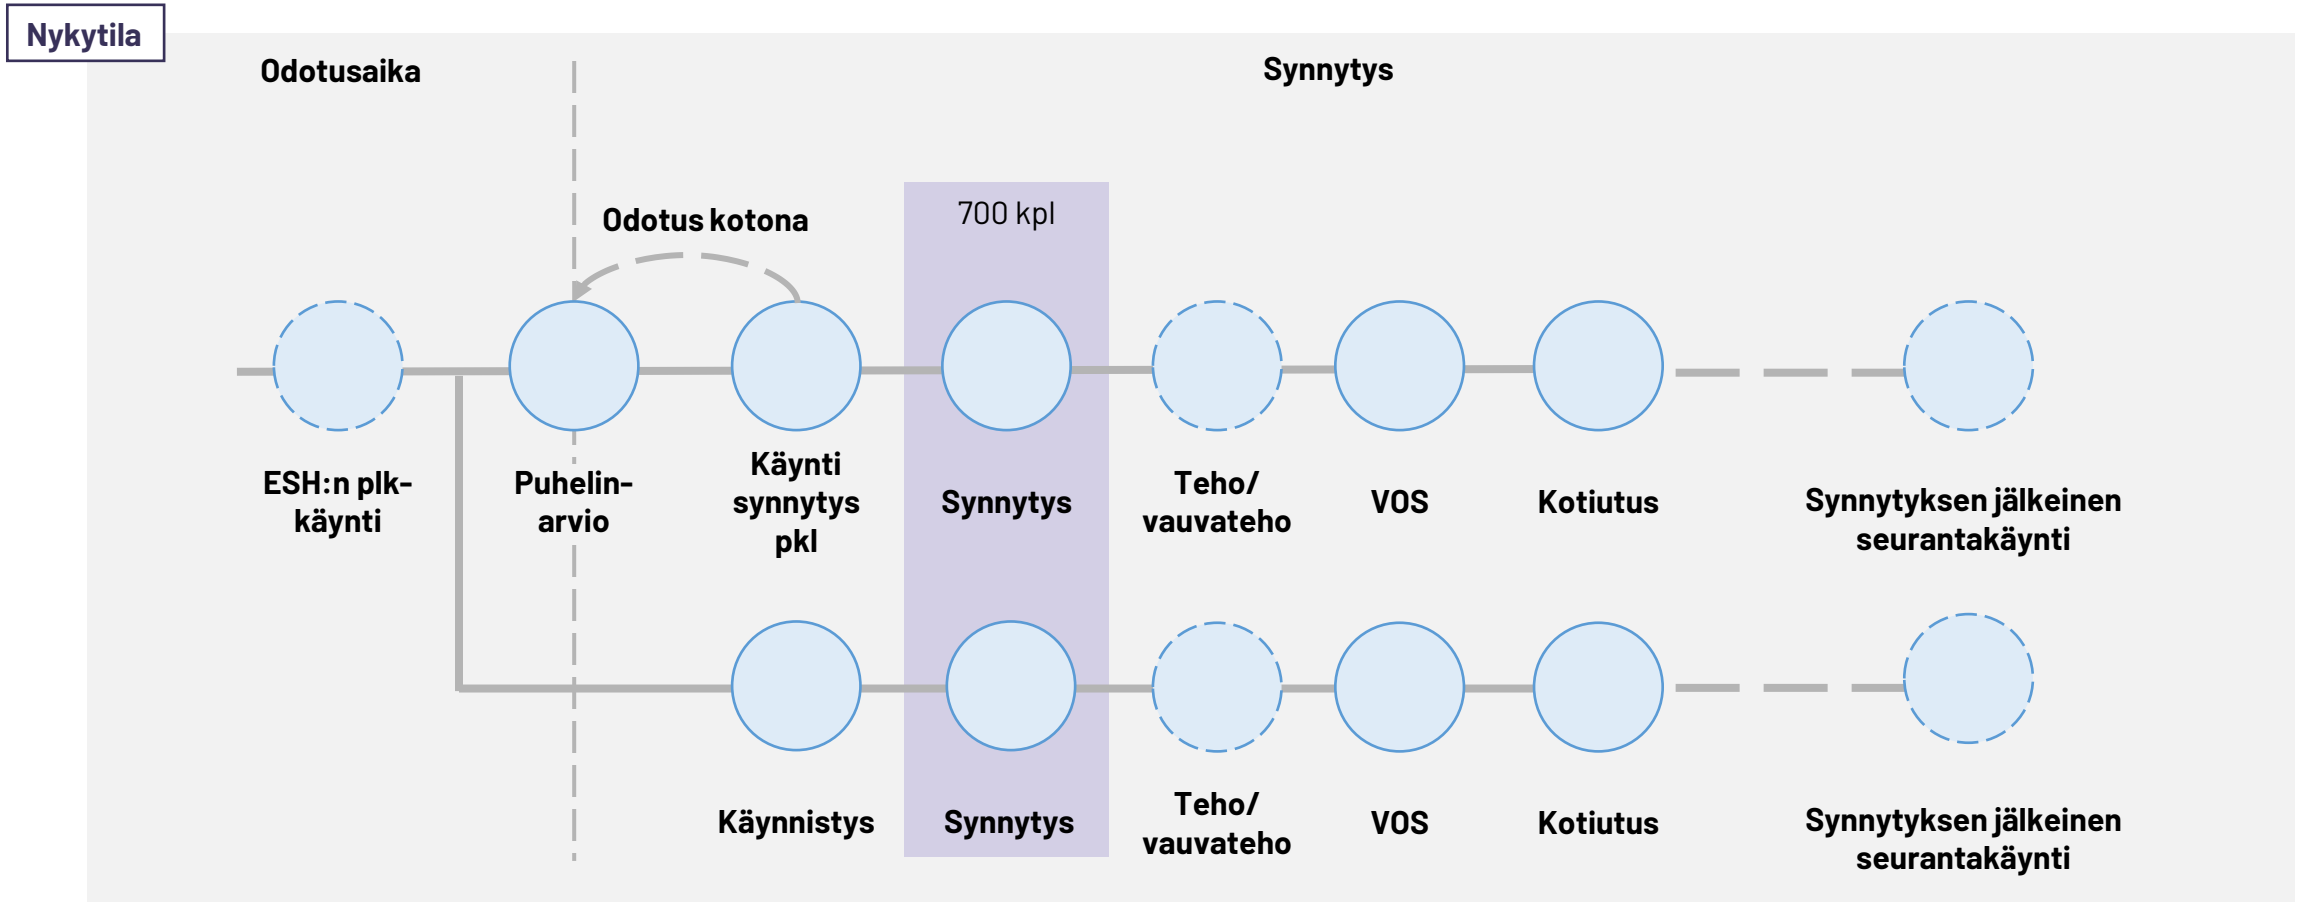 Nykytila
Odotusaika
Synnytys
Odotus kotona
700 kpl
ESH:n plk-
käynti
Puhelin-
arvio
Käynti
synnytys
pkl
Synnytys
Teho/
vauvateho
VOS
Kotiutus
Synnytyksen jälkeinen
seurantakäynti
Käynnistys
Synnytys
Teho/
vauvateho
VOS
Kotiutus
Synnytyksen jälkeinen
seurantakäynti